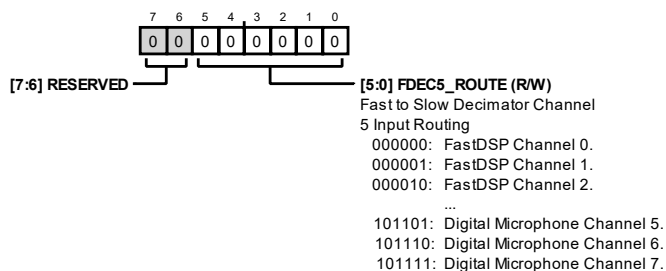 7 6 5 4 3 2 1 0
0 0 0 0 0 0 0 0
[7:6] RESERVED
[5:0] FDEC5_ROUTE (R/W)
Fast to Slow Decimator Channel
5 Input Routing
000000: FastDSP Channel 0.
000001: FastDSP Channel 1.
000010: FastDSP Channel 2.
...
101101: Digital Microphone Channel 5.
101110: Digital Microphone Channel 6.
101111: Digital Microphone Channel 7.